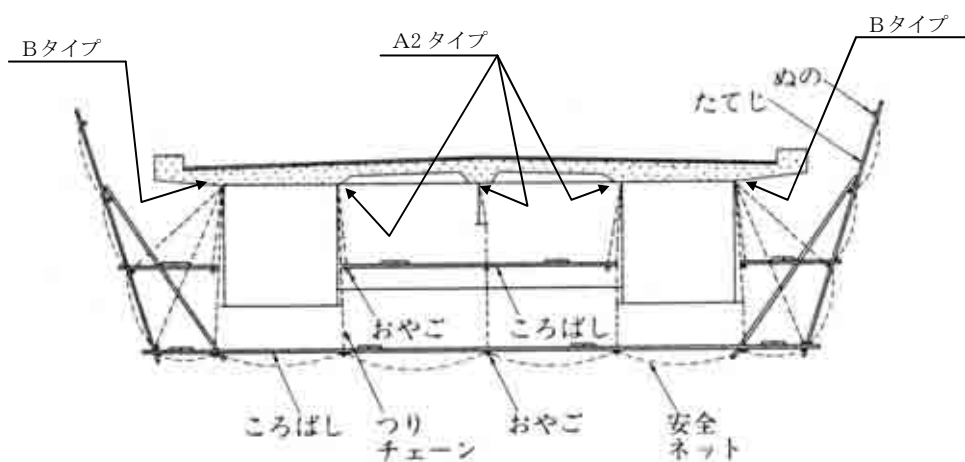 Bタイプ
A2タイプ
Bタイプ
ぬの
たてじ
おやご
ころばし
ころばし
つり
チェーン
おやご
安全
ネット